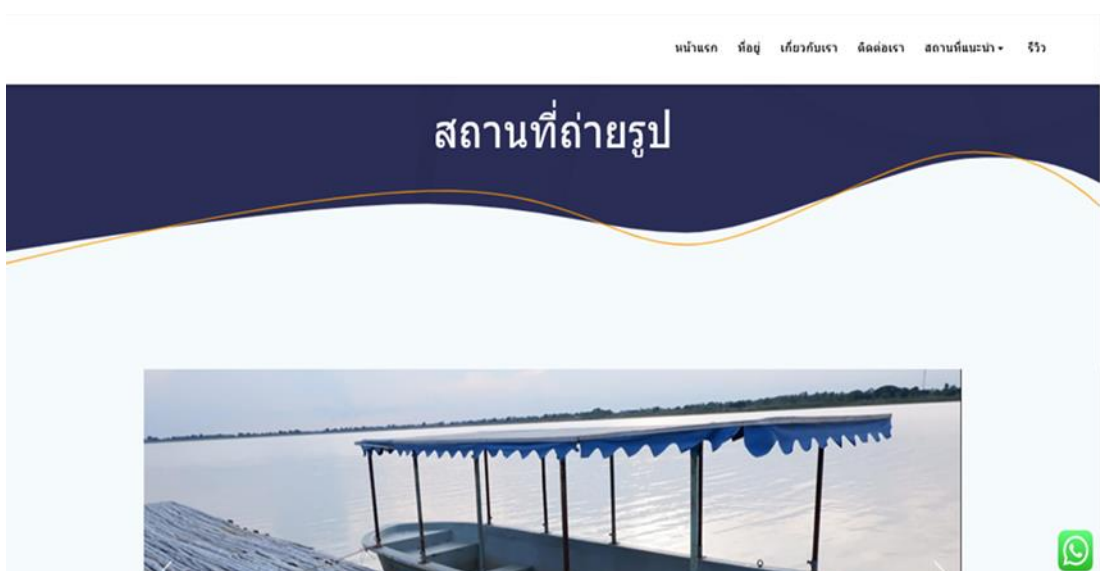 หน้าแรก ที่อยู่ เกี่ยวกับเรา ติดต่อเรา สถานที่แนะนำ รีวิว
สถานที่ถ่ายรูป